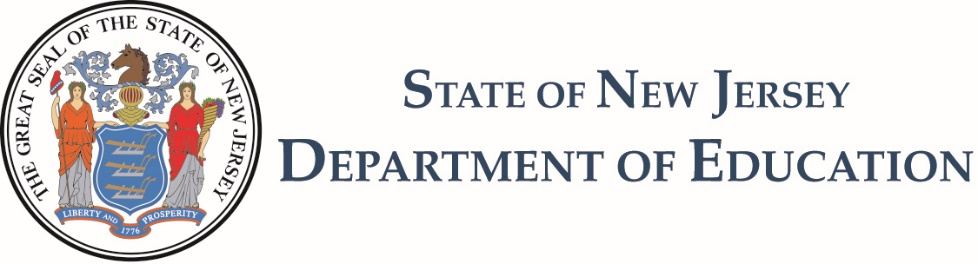 THE GREAT SEAL OF THE STATE OF NEW JERSEY
LIBERTY AND PROSPERITY
1776
STATE OF NEW JERSEY
DEPARTMENT OF EDUCATION